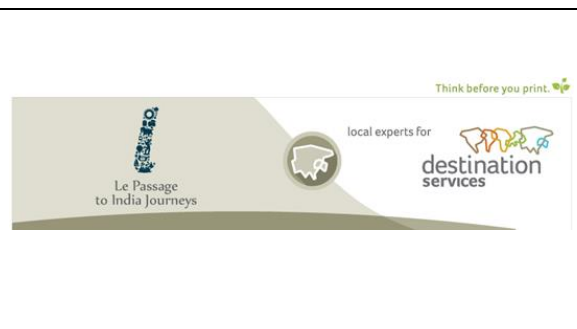 Think before you print.
local experts for
destination
services
Le Passage
to India Journeys